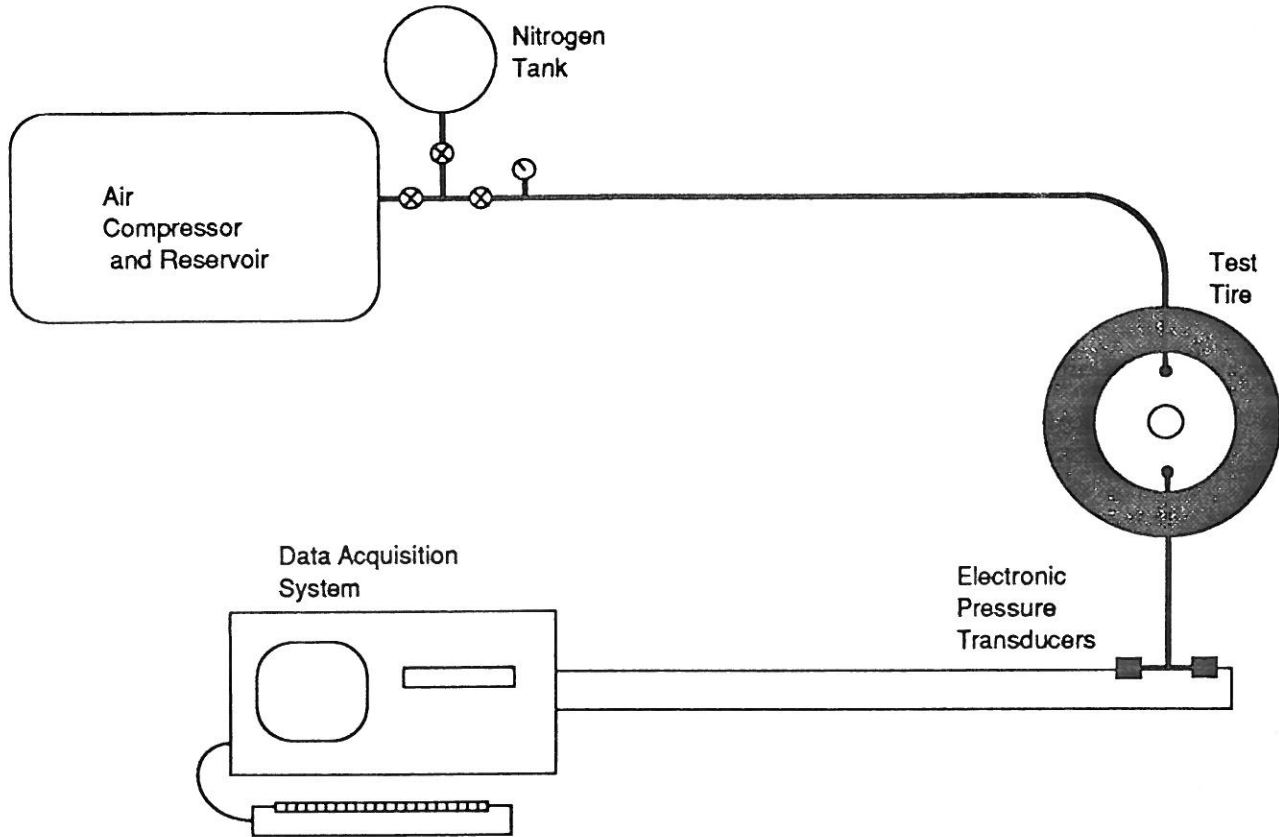 Nitrogen
Tank
Air
Compressor
and Reservoir
Test
Tire
Data Acquisition
System
Electronic
Pressure
Transducers